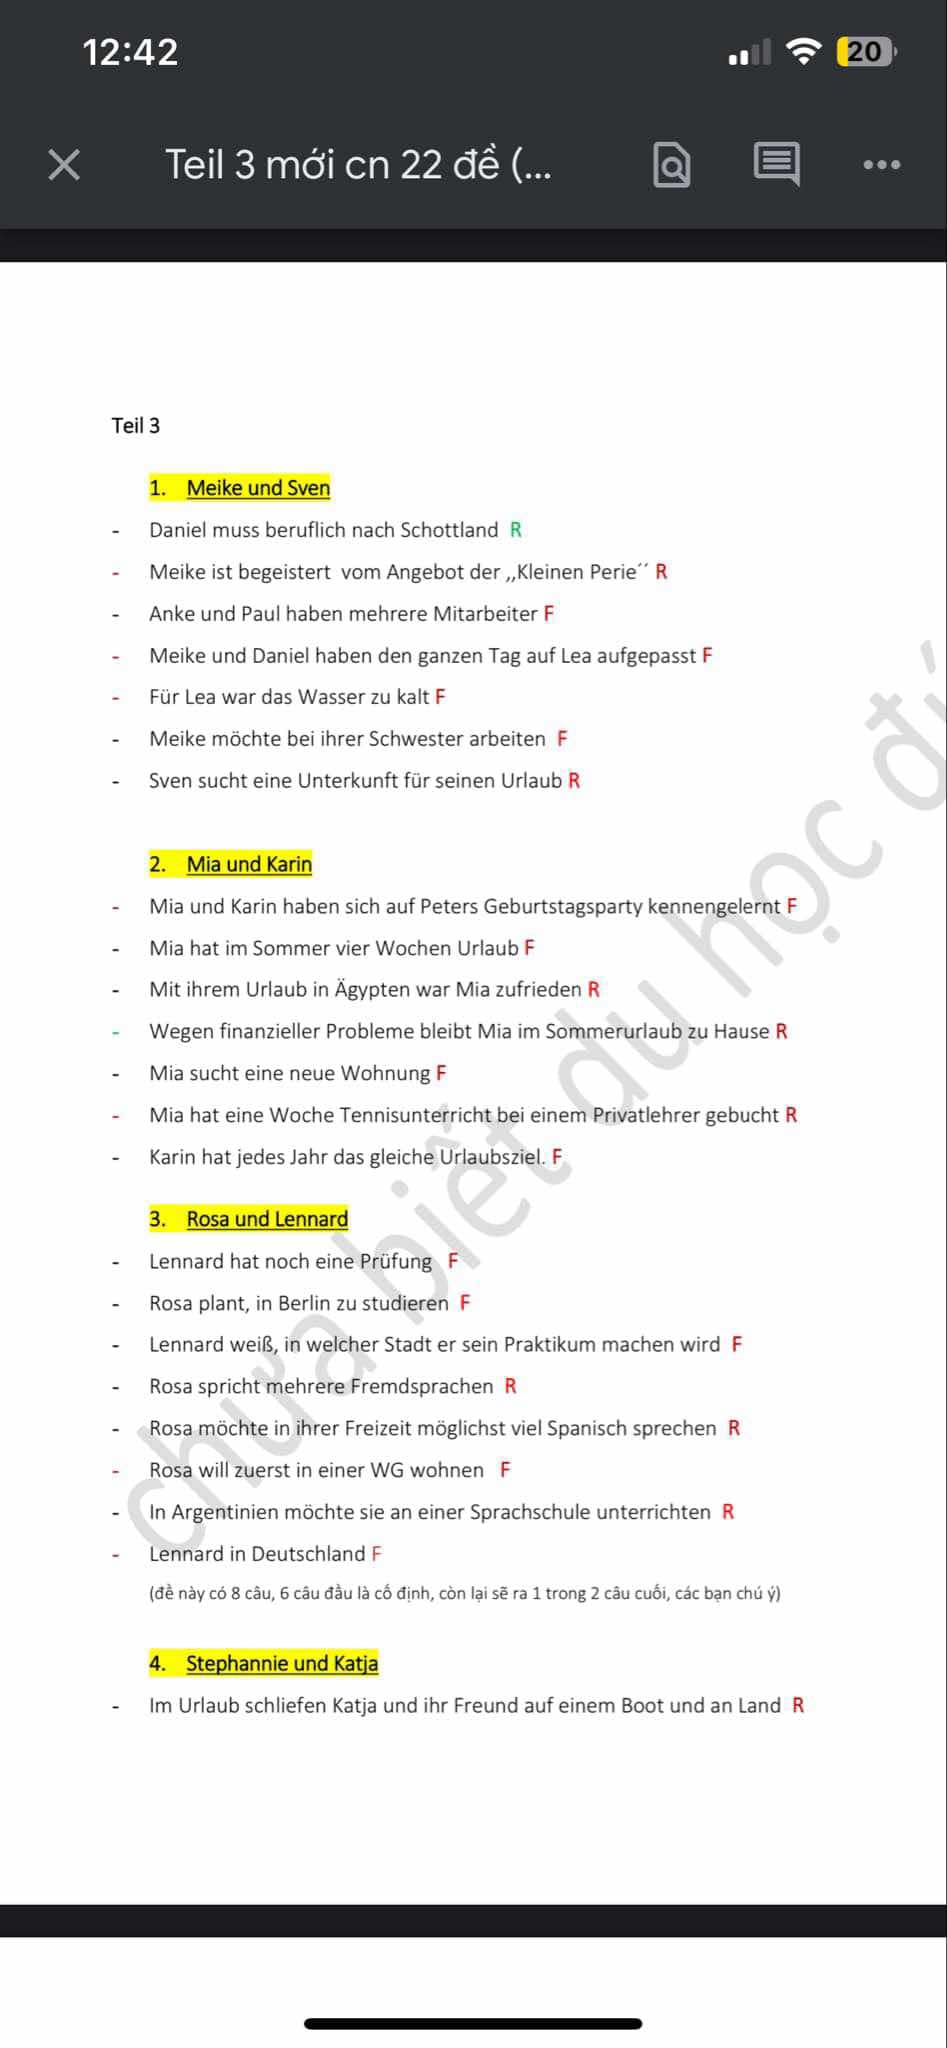 12:42
20
Teil 3 mới cn 22 đề (...
Teil 3
1. Meike und Sven
- Daniel muss beruflich nach Schottland R
- Meike ist begeistert vom Angebot der ,,Kleinen Perie´´ R
- Anke und Paul haben mehrere Mitarbeiter F
- Meike und Daniel haben den ganzen Tag auf Lea aufgepasst F
- Für Lea war das Wasser zu kalt F
- Meike möchte bei ihrer Schwester arbeiten F
- Sven sucht eine Unterkunft für seinen Urlaub R
2. Mia und Karin
- Mia und Karin haben sich auf Peters Geburtstagsparty kennengelernt F
- Mia hat im Sommer vier Wochen Urlaub F
- Mit ihrem Urlaub in Ägypten war Mia zufrieden R
- Wegen finanzieller Probleme bleibt Mia im Sommerurlaub zu Hause R
- Mia sucht eine neue Wohnung F
- Mia hat eine Woche Tennisunterricht bei einem Privatlehrer gebucht R
- Karin hat jedes Jahr das gleiche Urlaubsziel. F
3. Rosa und Lennard
- Lennard hat noch eine Prüfung F
- Rosa plant, in Berlin zu studieren F
- Lennard weiß, in welcher Stadt er sein Praktikum machen wird F
- Rosa spricht mehrere Fremdsprachen R
- Rosa möchte in ihrer Freizeit möglichst viel Spanisch sprechen R
- Rosa will zuerst in einer WG wohnen F
- In Argentinien möchte sie an einer Sprachschule unterrichten R
- Lennard in Deutschland F
(đề này có 8 câu, 6 câu đầu là cố định, còn lại sẽ ra 1 trong 2 câu cuối, các bạn chú ý)
4. Stephannie und Katja
- Im Urlaub schliefen Katja und ihr Freund auf einem Boot und an Land R
chưa biết du học